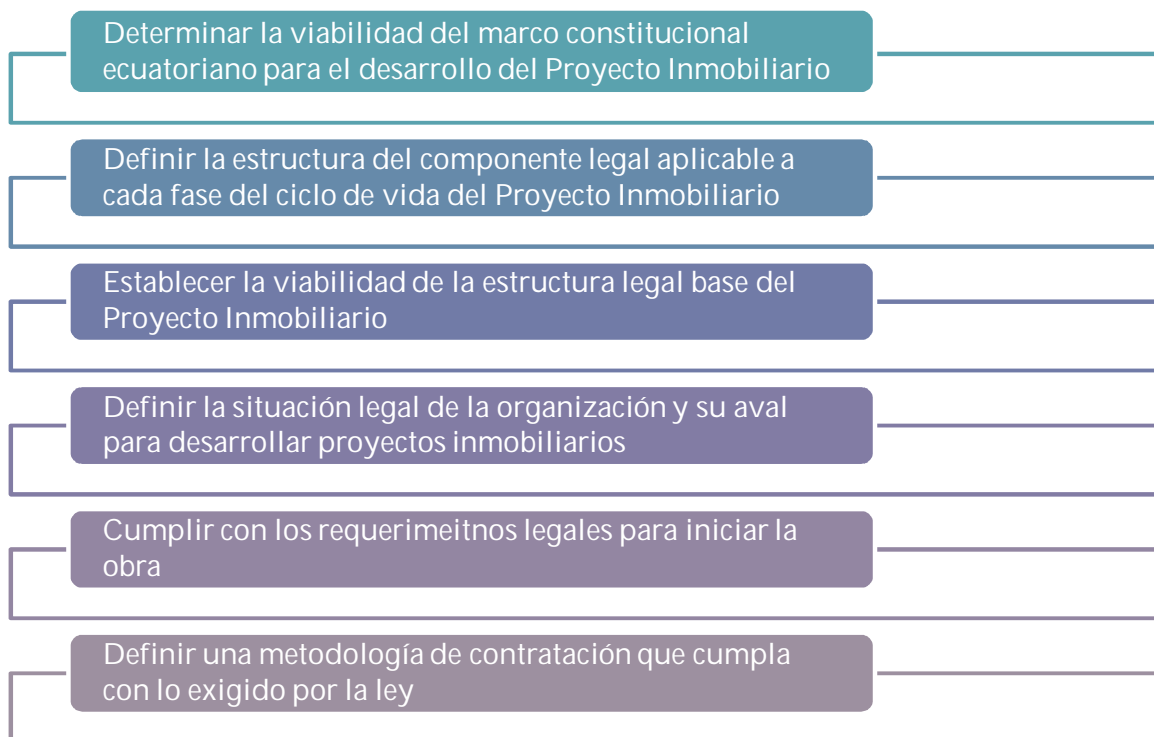 Determinar la viabilidad del marco constitucional
ecuatoriano para el desarrollo del Proyecto Inmobiliario
Definir la estructura del componente legal aplicable a
cada fase del ciclo de vida del Proyecto Inmobiliario
Establecer la viabilidad de la estructura legal base del
Proyecto Inmobiliario
Definir la situación legal de la organización y su aval
para desarrollar proyectos inmobiliarios
Cumplir con los requerimeitnos legales para iniciar la
obra
Definir una metodología de contratación que cumpla
con lo exigido por la ley